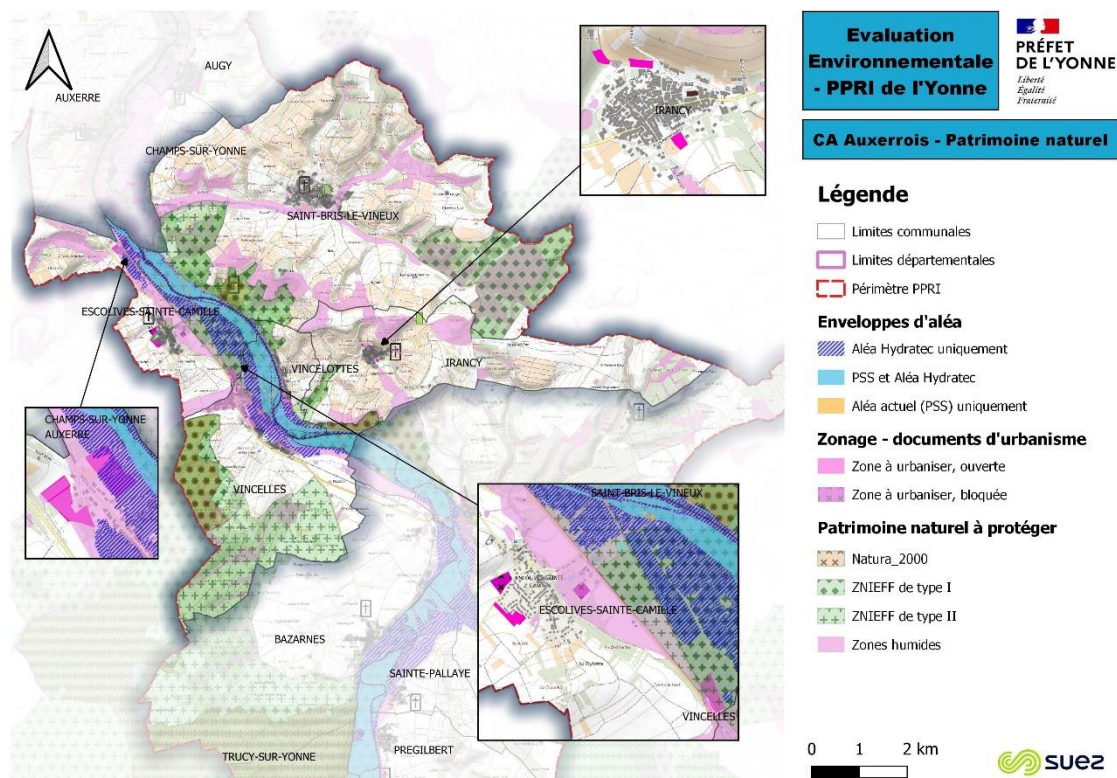 Evaluation
Environnementale
- PPRI de l'Yonne
PRÉFET
DE L'YONNE
Liberté
Égalité
Fraternité
CA Auxerrois - Patrimoine naturel
Légende
Limites communales
Limites départementales
Périmètre PPRI
Enveloppes d'aléa
Aléa Hydratec uniquement
PSS et Aléa Hydratec
Aléa actuel (PSS) uniquement
Zonage - documents d'urbanisme
Zone à urbaniser, ouverte
Zone à urbaniser, bloquée
Patrimoine naturel à protéger
Natura_2000
ZNIEFF de type I
ZNIEFF de type II
Zones humides
0 1 2 km
suez
AUGY
AUXERRE
CHAMPS-SUR-YONNE
SAINT-BRIS-LE-VINEUX
ESCOLIVES-SAINTE-CAMILLE
VINCELOTTES
IRANCY
VINCELLES
BAZARNES
SAINTE-PALLAYE
PREGILBERT
TRUCY-SUR-YONNE
IRANCY
CHAMPS-SUR-YONNE
AUXERRE
SAINT-BRIS-LE-VINEUX
ESCOLIVES-SAINTE-CAMILLE
VINCELLES